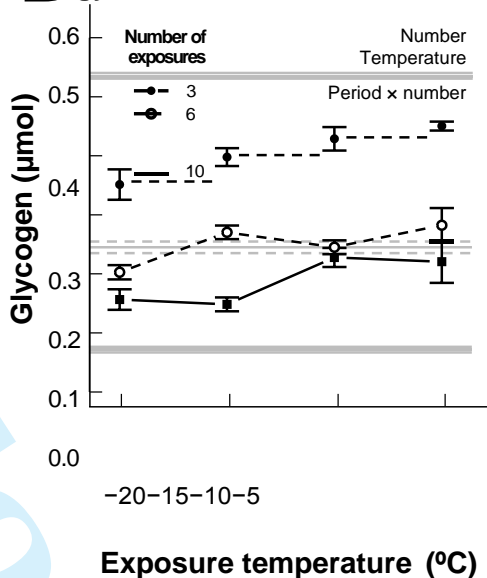 0.6
Number of
exposures
3
6
10
Number
Temperature
Period × number
0.5
0.4
0.3
0.2
0.1
0.0
Glycogen (µmol)
−20−15−10−5
Exposure temperature (ºC)